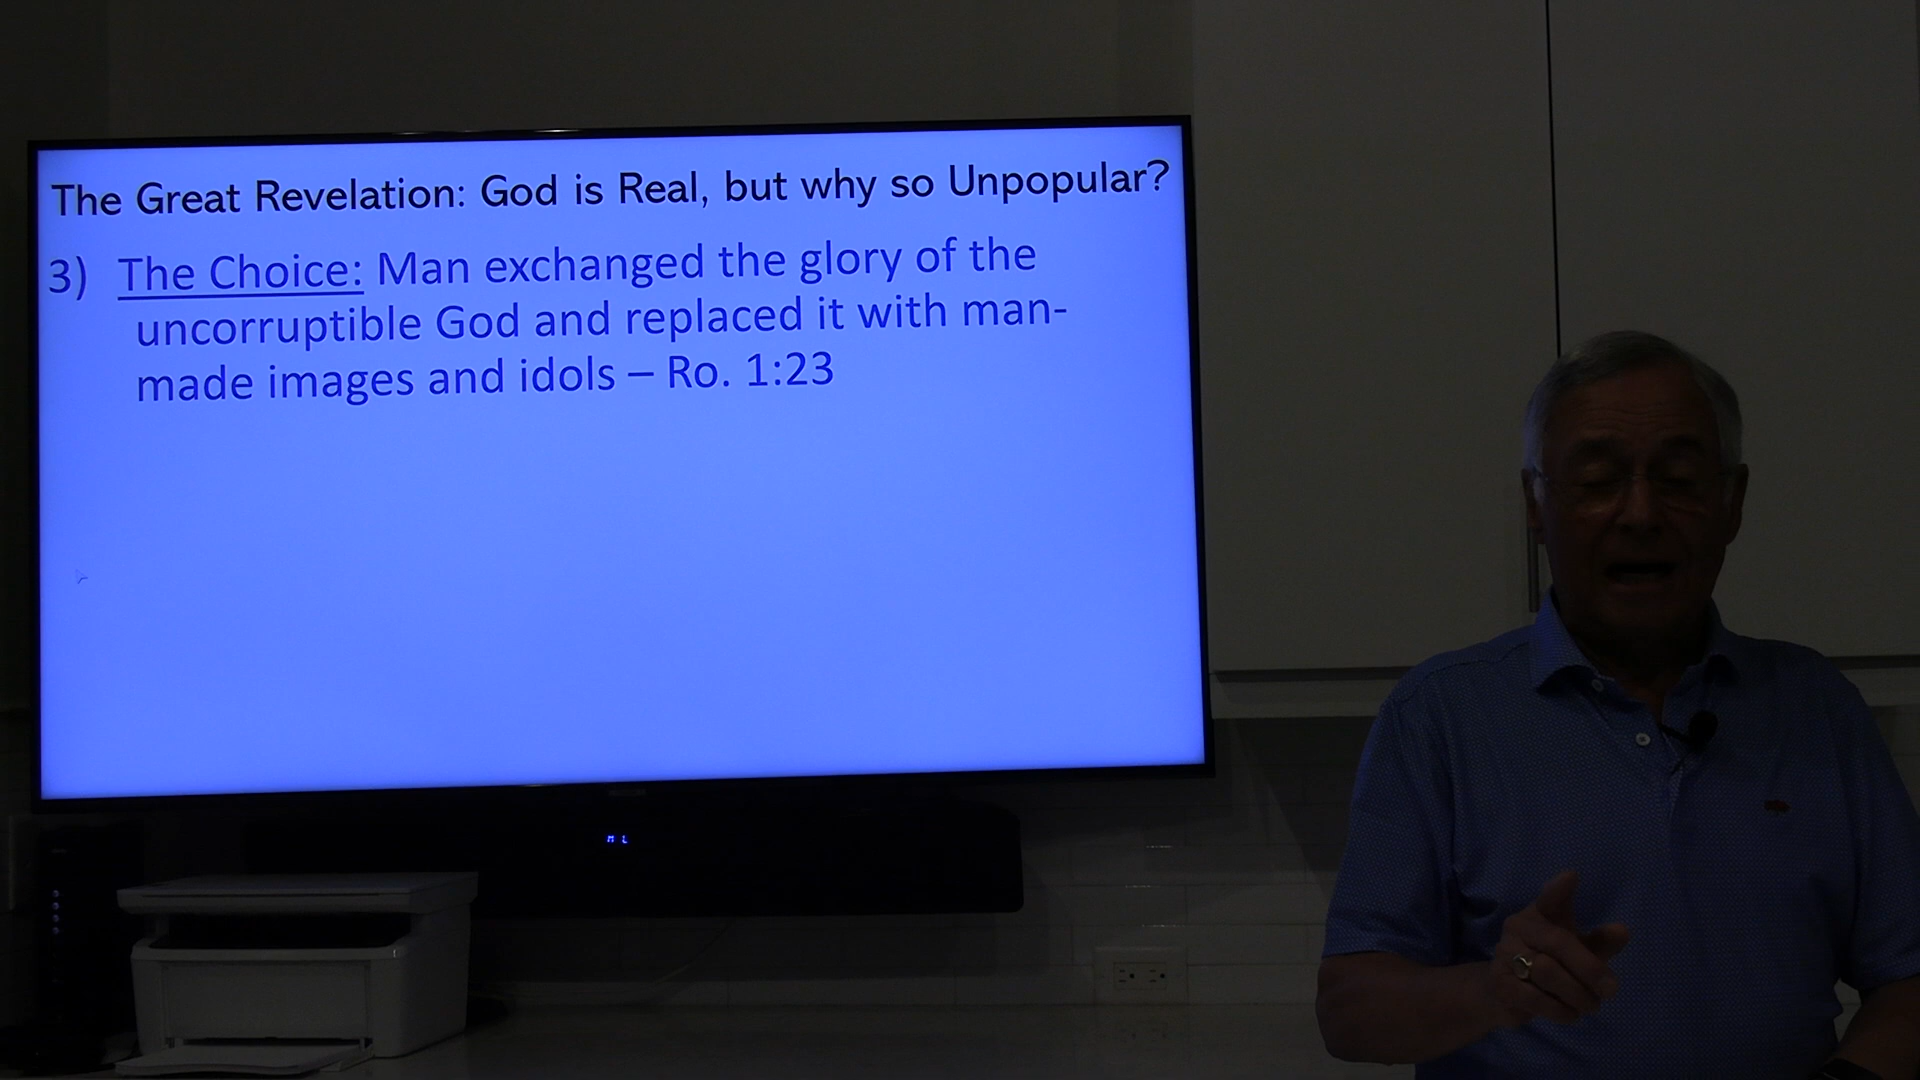 The Great Revelation: God is Real, but why so Unpopular?
3) The Choice: Man exchanged the glory of the
uncorruptible God and replaced it with man-
made images and idols – Ro. 1:23